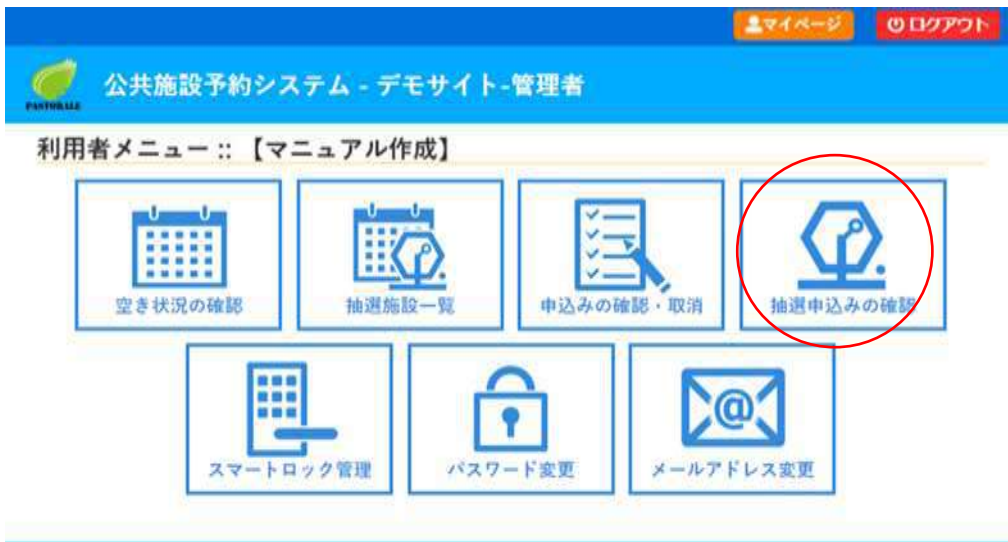 マイページ ログアウト
PASTORALE 公共施設予約システム - デモサイト-管理者
利用者メニュー :: 【マニュアル作成】
空き状況の確認 抽選施設一覧 申込みの確認・取消 抽選申込みの確認
スマートロック管理 パスワード変更 メールアドレス変更